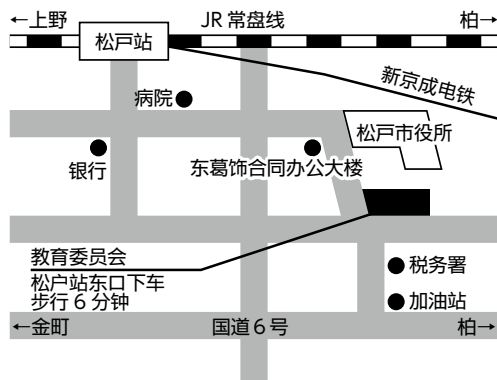 ←上野
JR 常盘线
柏→
松戸站
新京成电铁
病院
松戸市役所
银行
东葛饰合同办公大楼
教育委员会
松户站东口下车
步行 6 分钟
税务署
加油站
←金町
国道 6 号
柏→